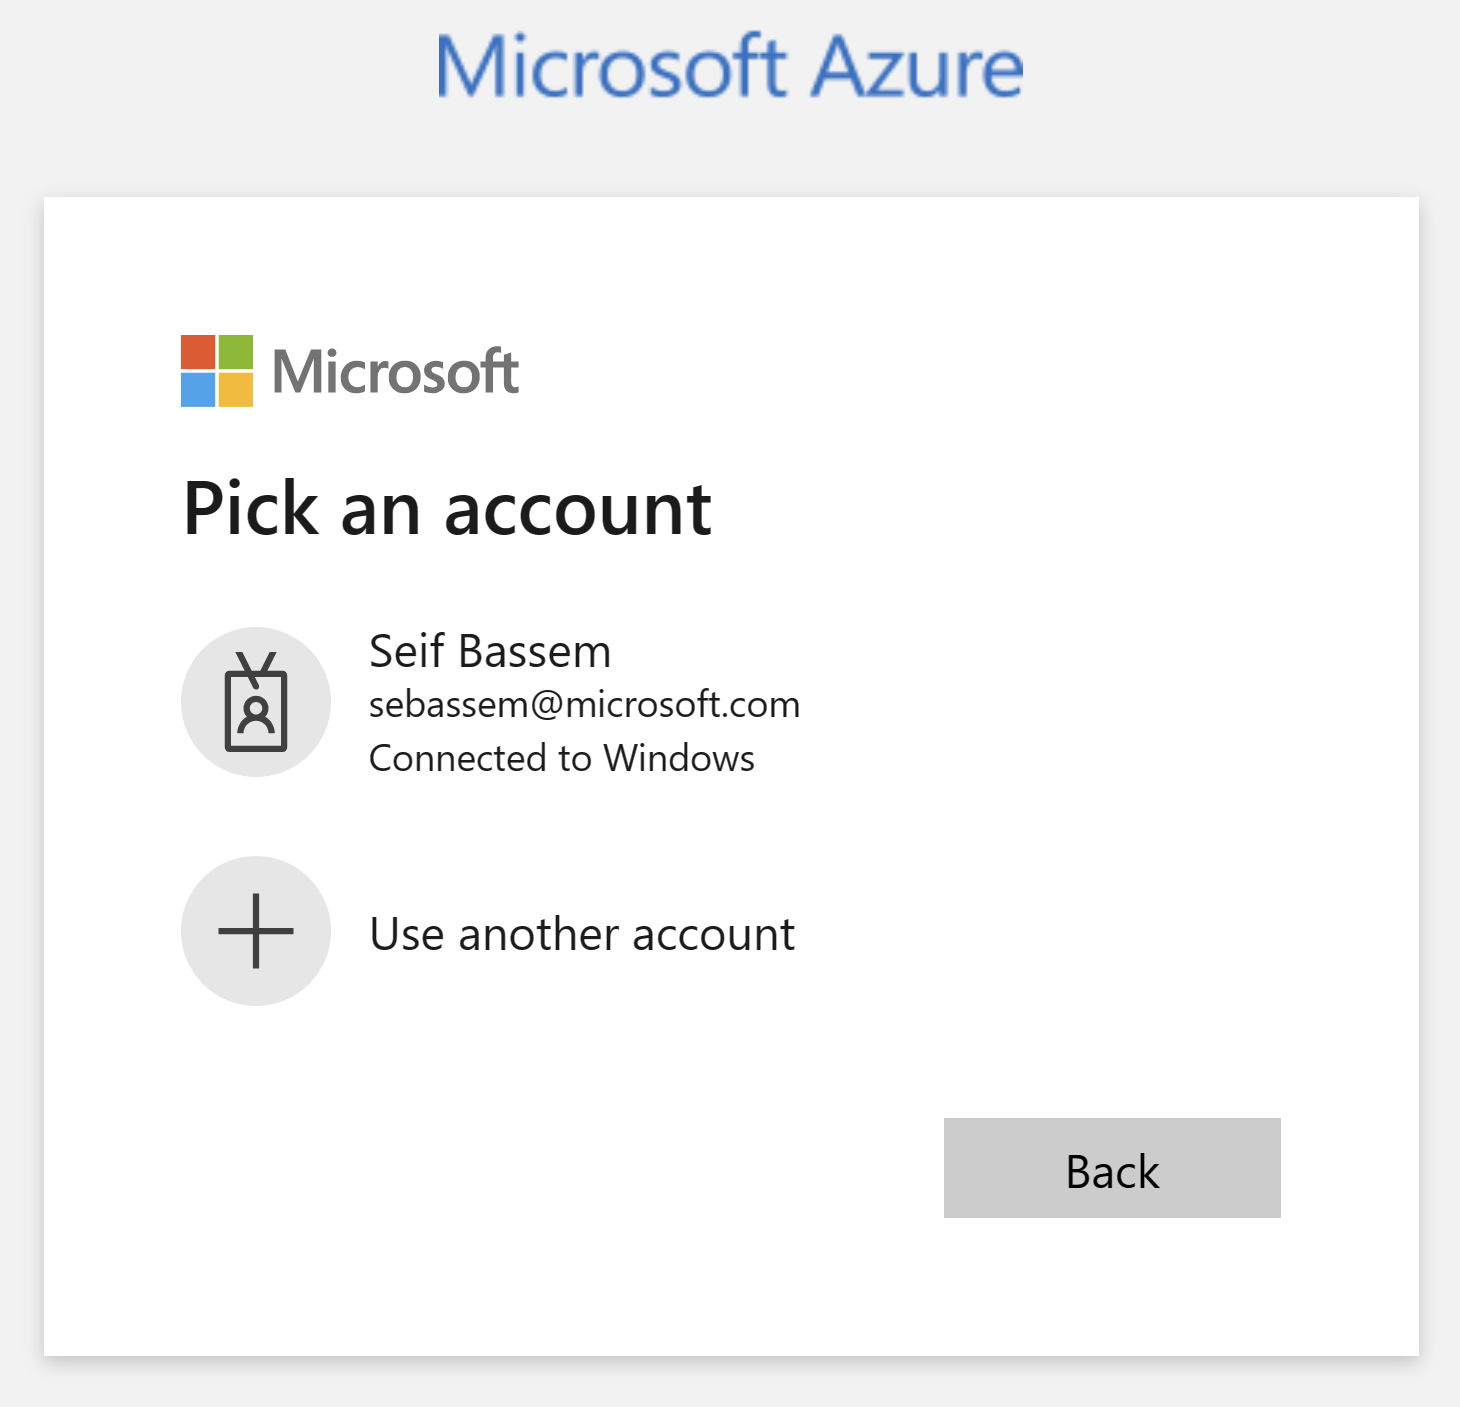 Microsoft Azure
Microsoft
Pick an account
Seif Bassem
sebassem@microsoft.com
Connected to Windows
Use another account
Back